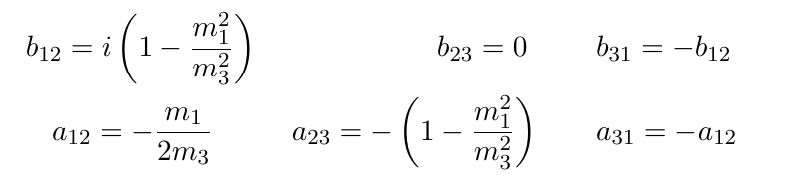 $b_{12} = i\left(1 - \frac{m_1^2}{m_3^2}\right)$ $b_{23} = 0$ $b_{31} = -b_{12}$
$a_{12} = -\frac{m_1}{2m_3}$ $a_{23} = -\left(1 - \frac{m_1^2}{m_3^2}\right)$ $a_{31} = -a_{12}$